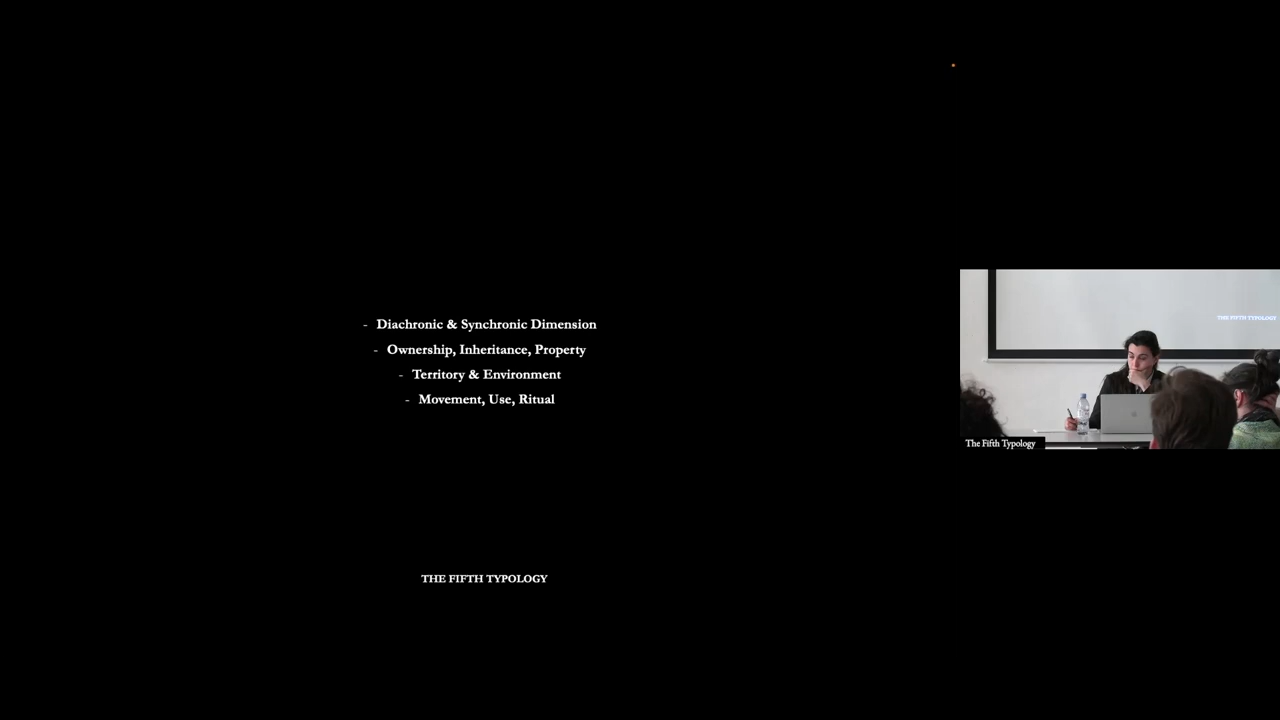 - Diachronic & Synchronic Dimension
- Ownership, Inheritance, Property
- Territory & Environment
- Movement, Use, Ritual
THE FIFTH TYPOLOGY
THE FIFTH TYPOLOGY
The Fifth Typology